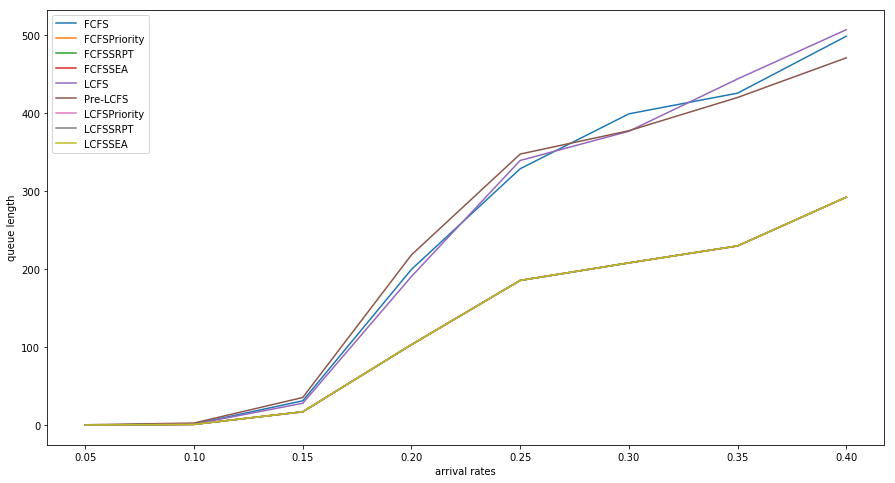 FCFS
FCFSPriority
FCFSSRPT
FCFSSEA
LCFS
Pre-LCFS
LCFSPriority
LCFSSRPT
LCFSSEA
500
400
300
200
100
0
queue length
0.05 0.10 0.15 0.20 0.25 0.30 0.35 0.40
arrival rates